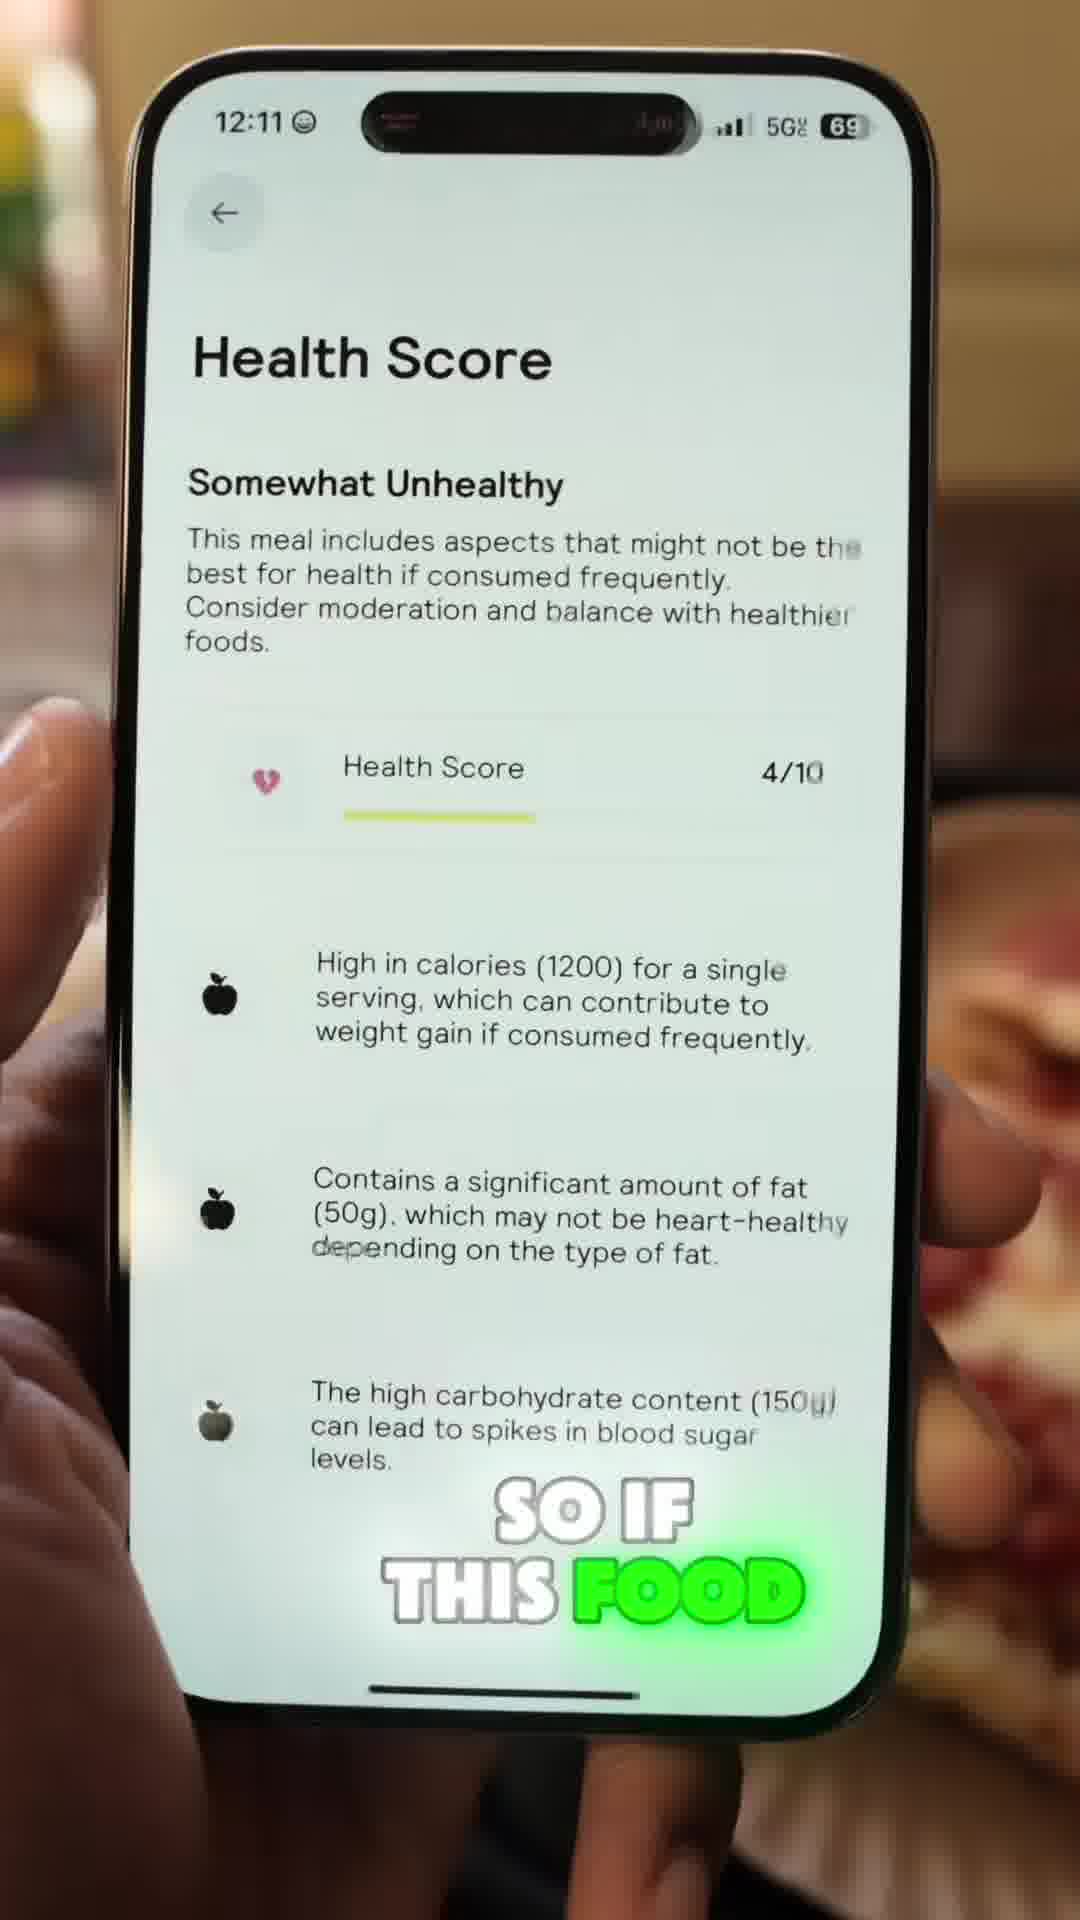 12:11
5G
69
Health Score
Somewhat Unhealthy
This meal includes aspects that might not be the
best for health if consumed frequently.
Consider moderation and balance with healthier
foods.
Health Score 4/10
High in calories (1200) for a single
serving, which can contribute to
weight gain if consumed frequently.
Contains a significant amount of fat
(50g), which may not be heart-healthy
depending on the type of fat.
The high carbohydrate content (150g)
can lead to spikes in blood sugar
levels.
SO IF
THIS FOOD